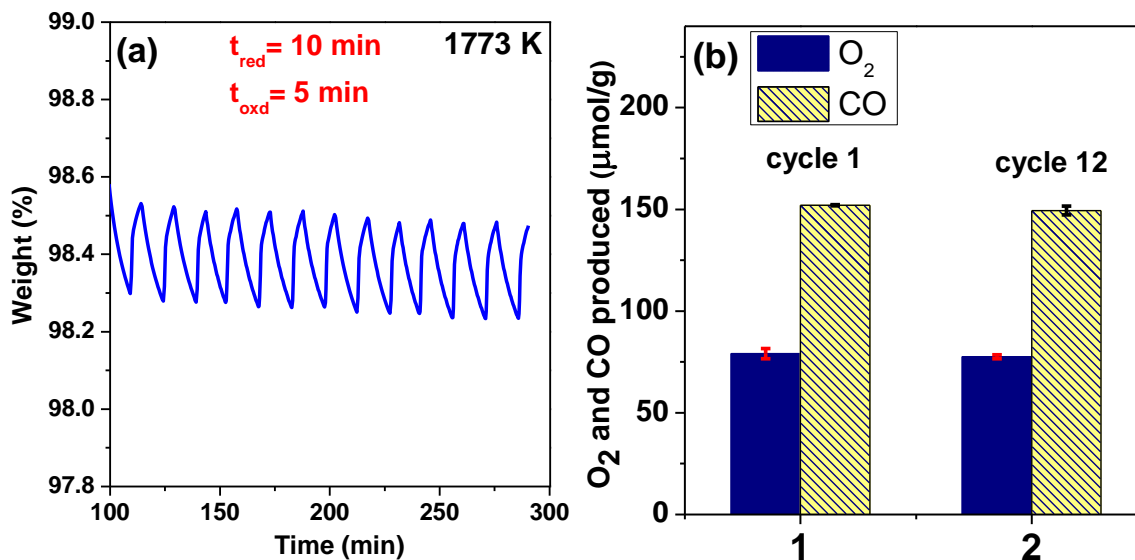 (a)
t_red= 10 min
t_oxd= 5 min
1773 K
Weight (%)
99.0
98.8
98.6
98.4
98.2
98.0
97.8
100
150
200
250
300
Time (min)
(b)
O₂
CO
cycle 1
cycle 12
O₂ and CO produced (μmol/g)
200
150
100
50
0
1
2